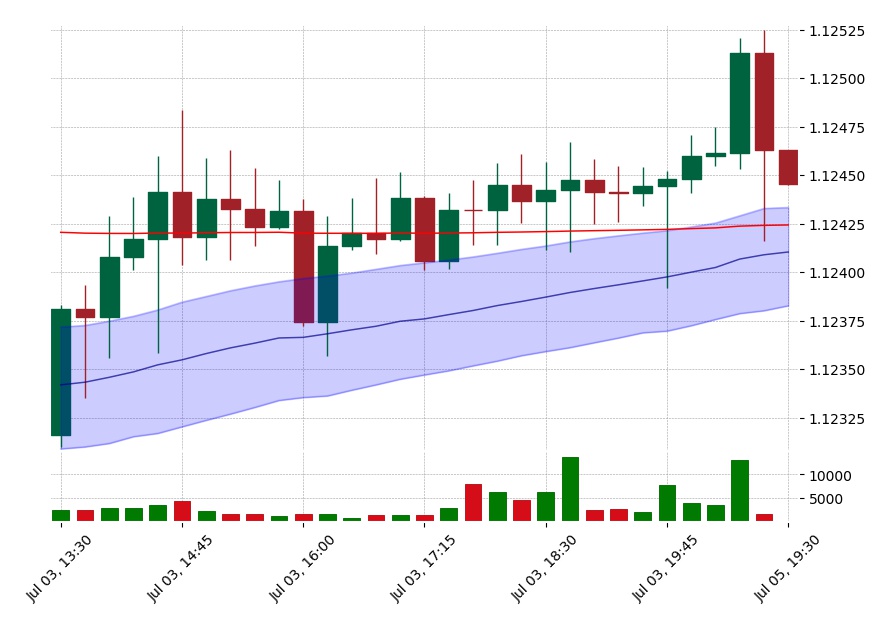 1.12525
1.12500
1.12475
1.12450
1.12425
1.12400
1.12375
1.12350
1.12325
10000
5000
Jul 03, 13:30
Jul 03, 14:45
Jul 03, 16:00
Jul 03, 17:15
Jul 03, 18:30
Jul 03, 19:45
Jul 05, 19:30